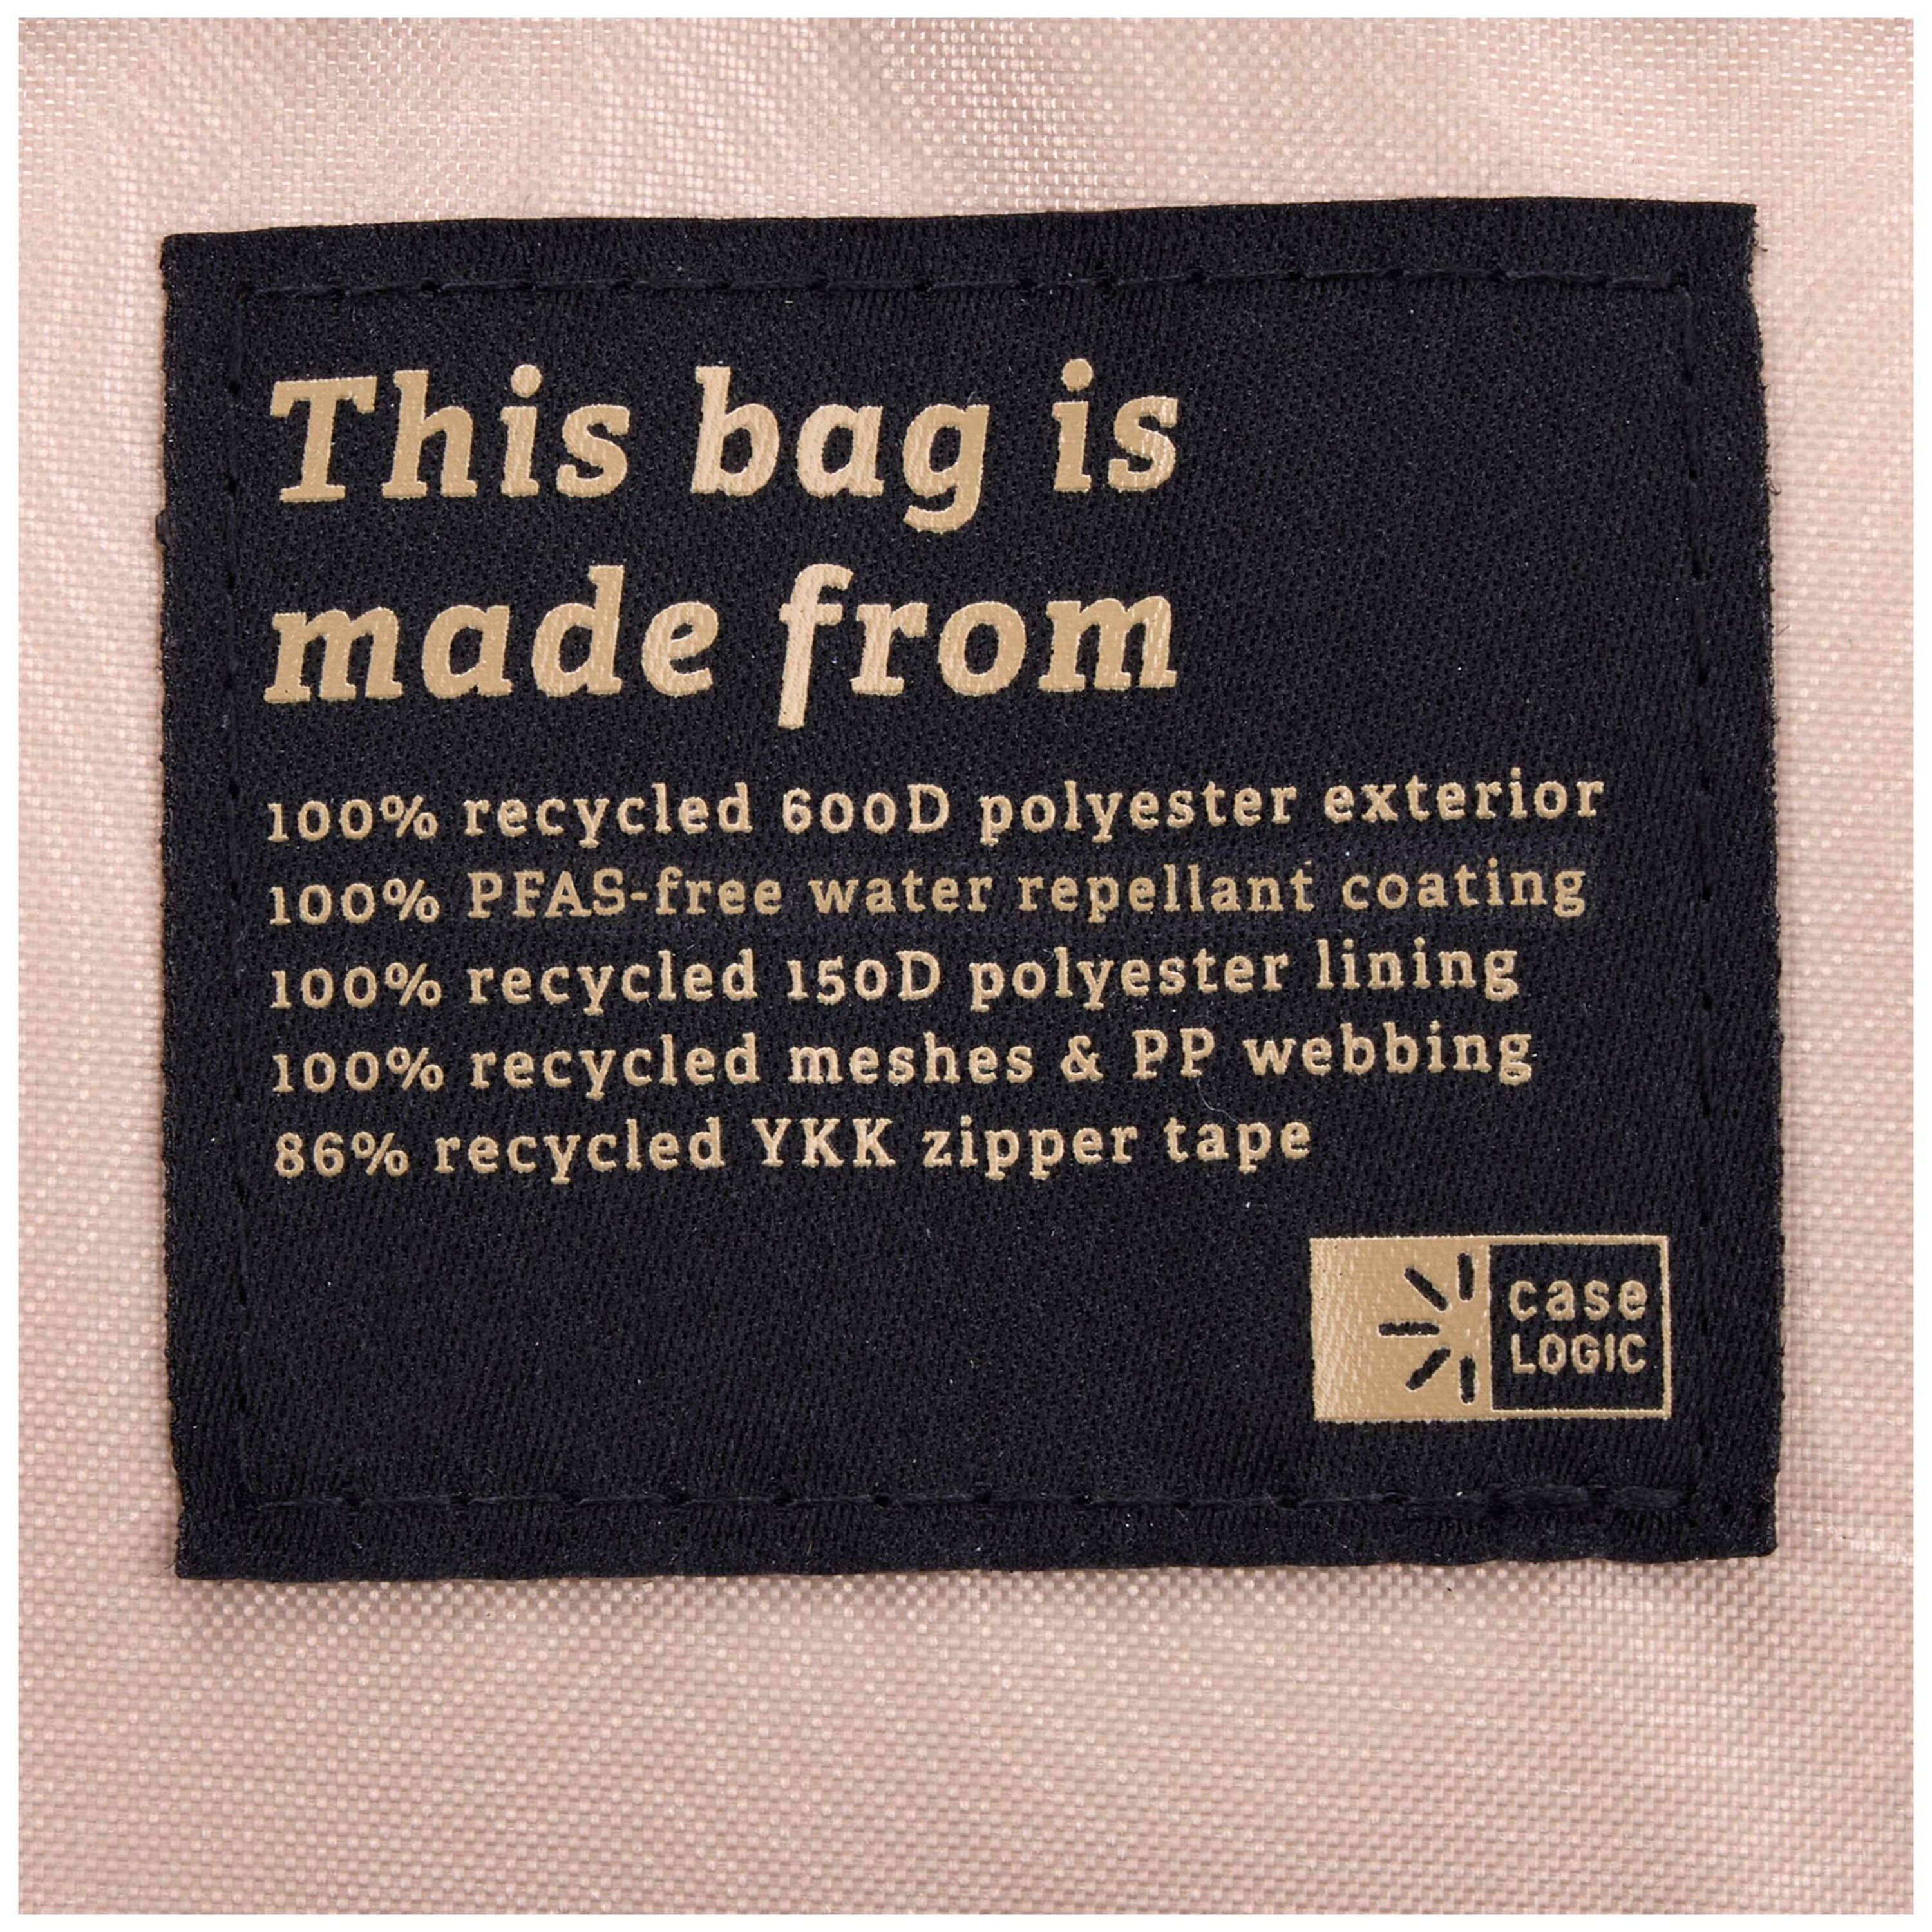 This bag is
made from
100% recycled 600D polyester exterior
100% PFAS-free water repellant coating
100% recycled 150D polyester lining
100% recycled meshes & PP webbing
86% recycled YKK zipper tape
case
LOGIC